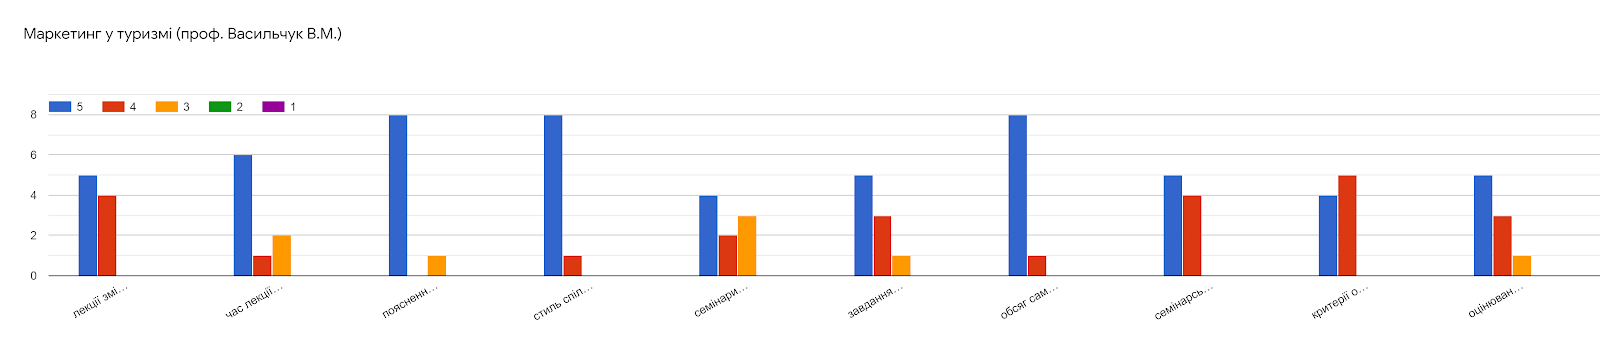 Маркетинг у туризмі (проф. Васильчук В.М.)
5 4 3 2 1
8
6
4
2
0
лекції змі…
час лекції…
поясненн…
стиль спіл…
семінари…
завдання…
обсяг сам…
семінарсь…
критерії о…
оцінюван…